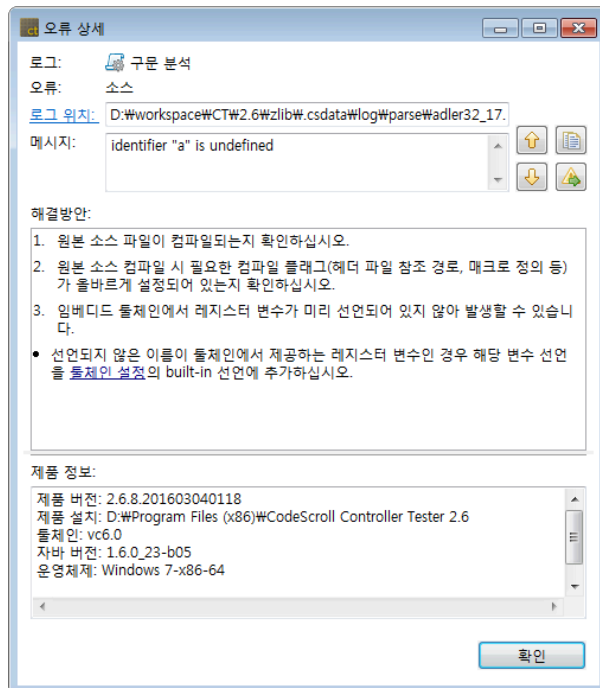 ct 오류 상세
로그: 구문 분석
오류: 소스
로그 위치: D:₩workspace₩CT₩2.6₩zlib₩.csdata₩log₩parse₩adler32_17.
메시지: identifier "a" is undefined
해결방안:
1. 원본 소스 파일이 컴파일되는지 확인하십시오.
2. 원본 소스 컴파일 시 필요한 컴파일 플래그(헤더 파일 참조 경로, 매크로 정의 등)
가 올바르게 설정되어 있는지 확인하십시오.
3. 임베디드 툴체인에서 레지스터 변수가 미리 선언되어 있지 않아 발생할 수 있습니
다.
● 선언되지 않은 이름이 툴체인에서 제공하는 레지스터 변수인 경우 해당 변수 선언
을 툴체인 설정의 built-in 선언에 추가하십시오.
제품 정보:
제품 버전: 2.6.8.201603040118
제품 설치: D:₩Program Files (x86)₩CodeScroll Controller Tester 2.6
툴체인: vc6.0
자바 버전: 1.6.0_23-b05
운영체제: Windows 7-x86-64
확인